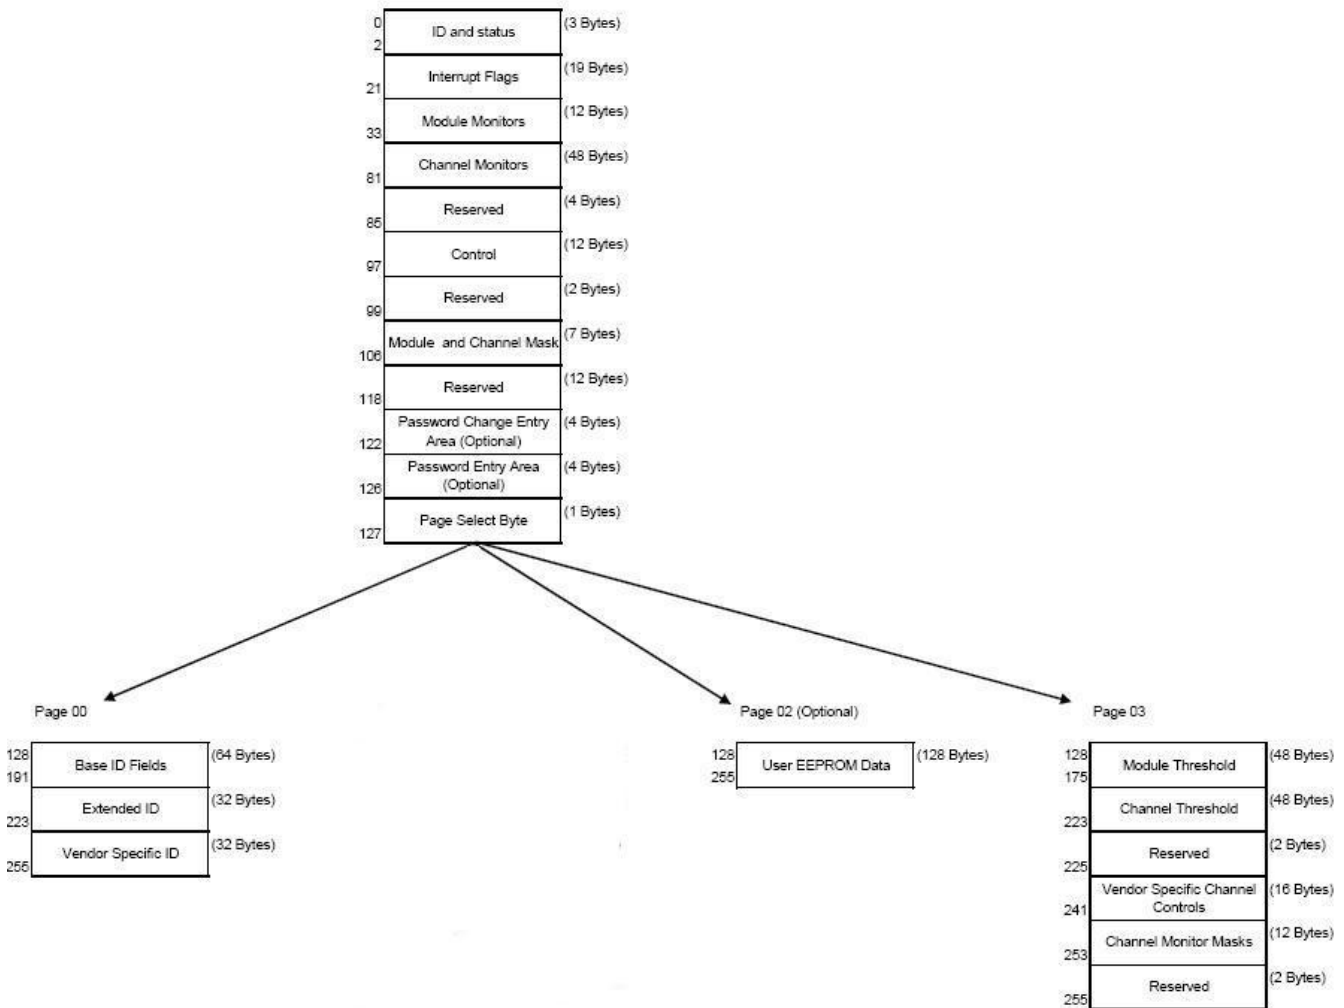 0 ID and status (3 Bytes)
2
Interrupt Flags (19 Bytes)
21
Module Monitors (12 Bytes)
33
Channel Monitors (48 Bytes)
81
Reserved (4 Bytes)
85
Control (12 Bytes)
97
Reserved (2 Bytes)
99
Module and Channel Mask (7 Bytes)
106
Reserved (12 Bytes)
118
Password Change Entry (4 Bytes)
Area (Optional)
122
Password Entry Area (4 Bytes)
(Optional)
126
Page Select Byte (1 Bytes)
127
Page 00
128 Base ID Fields (64 Bytes)
191
Extended ID (32 Bytes)
223
Vendor Specific ID (32 Bytes)
255
Page 02 (Optional)
128 User EEPROM Data (128 Bytes)
255
Page 03
128 Module Threshold (48 Bytes)
175
Channel Threshold (48 Bytes)
223
Reserved (2 Bytes)
225
Vendor Specific Channel (16 Bytes)
Controls
241
Channel Monitor Masks (12 Bytes)
253
Reserved (2 Bytes)
255